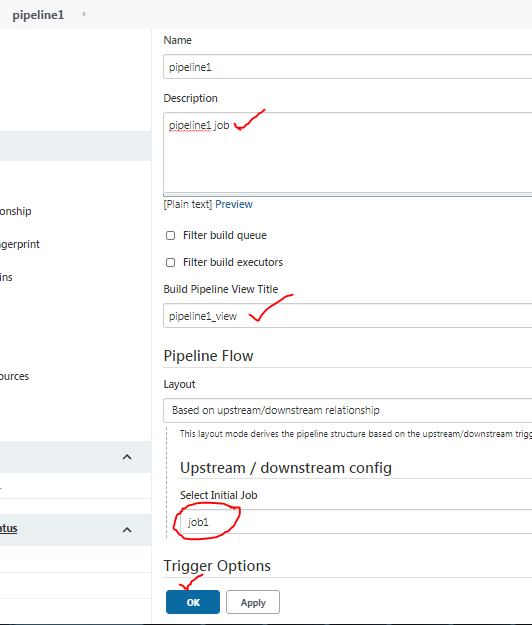 pipeline1
Name
pipeline1
Description
pipeline1 job
[Plain text] Preview
onship
Filter build queue
gerprint
Filter build executors
ins
Build Pipeline View Title
pipeline1_view
Pipeline Flow
ources
Layout
Based on upstream/downstream relationship
This layout mode derives the pipeline structure based on the upstream/downstream trigg
Upstream / downstream config
Select Initial Job
job1
atus
Trigger Options
OK
Apply